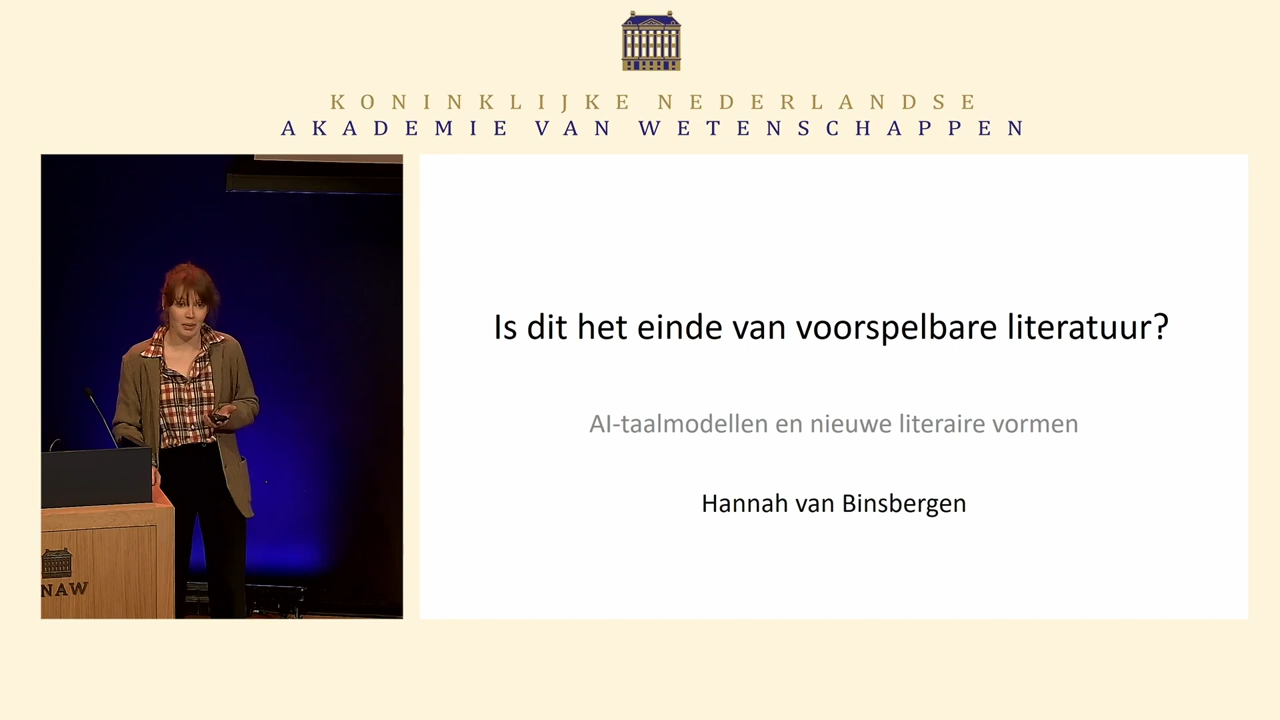 KONINKLIJKE NEDERLANDSE
AKADEMIE VAN WETENSCHAPPEN
Is dit het einde van voorspelbare literatuur?
AI-taalmodellen en nieuwe literaire vormen
Hannah van Binsbergen
NAW